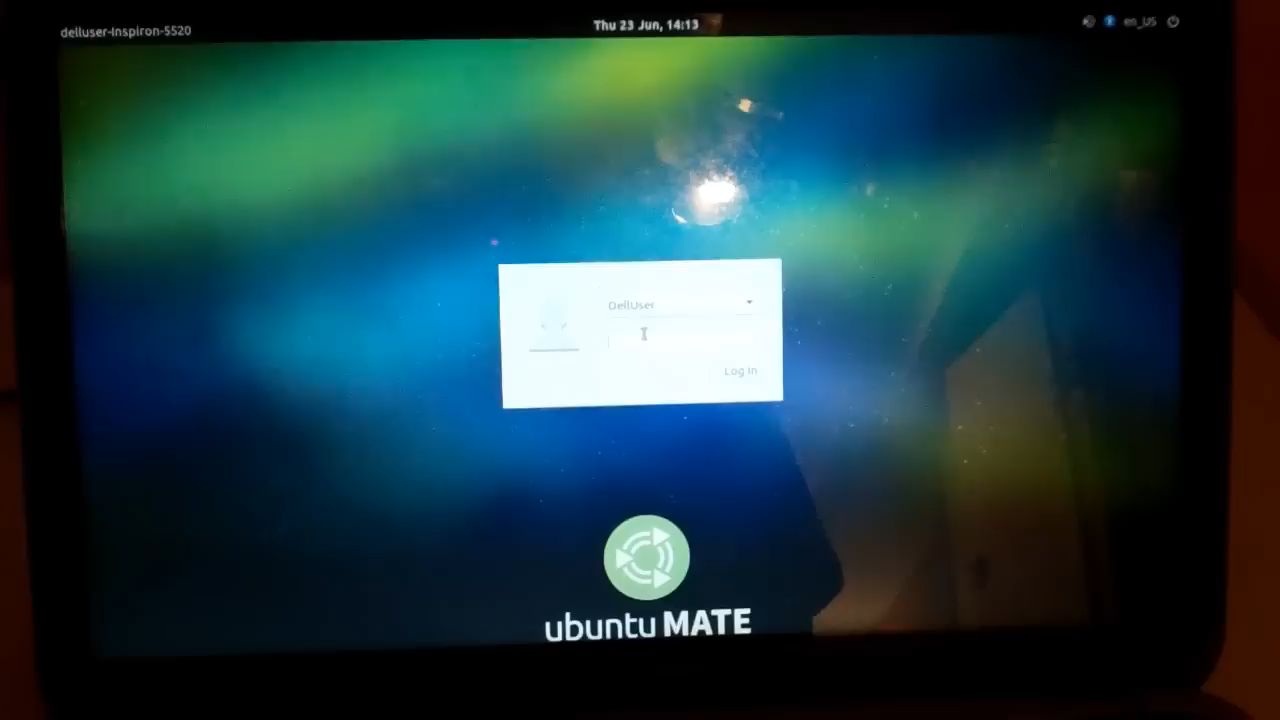 delluser-Inspiron-5520
Thu 23 Jun, 14:13
en_US
DellUser
Log In
ubuntu MATE